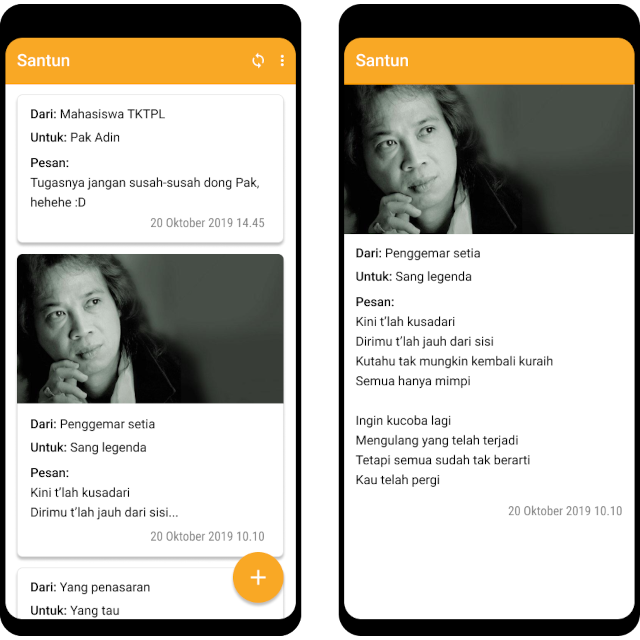 Santun
Dari: Mahasiswa TKTPL
Untuk: Pak Adin
Pesan:
Tugasnya jangan susah-susah dong Pak,
hehehe :D
20 Oktober 2019 14.45
Dari: Penggemar setia
Untuk: Sang legenda
Pesan:
Kini t’lah kusadari
Dirimu t’lah jauh dari sisi...
20 Oktober 2019 10.10
Dari: Yang penasaran
Untuk: Yang tau
Santun
Dari: Penggemar setia
Untuk: Sang legenda
Pesan:
Kini t’lah kusadari
Dirimu t’lah jauh dari sisi
Kutahu tak mungkin kembali kuraih
Semua hanya mimpi
Ingin kucoba lagi
Mengulang yang telah terjadi
Tetapi semua sudah tak berarti
Kau telah pergi
20 Oktober 2019 10.10